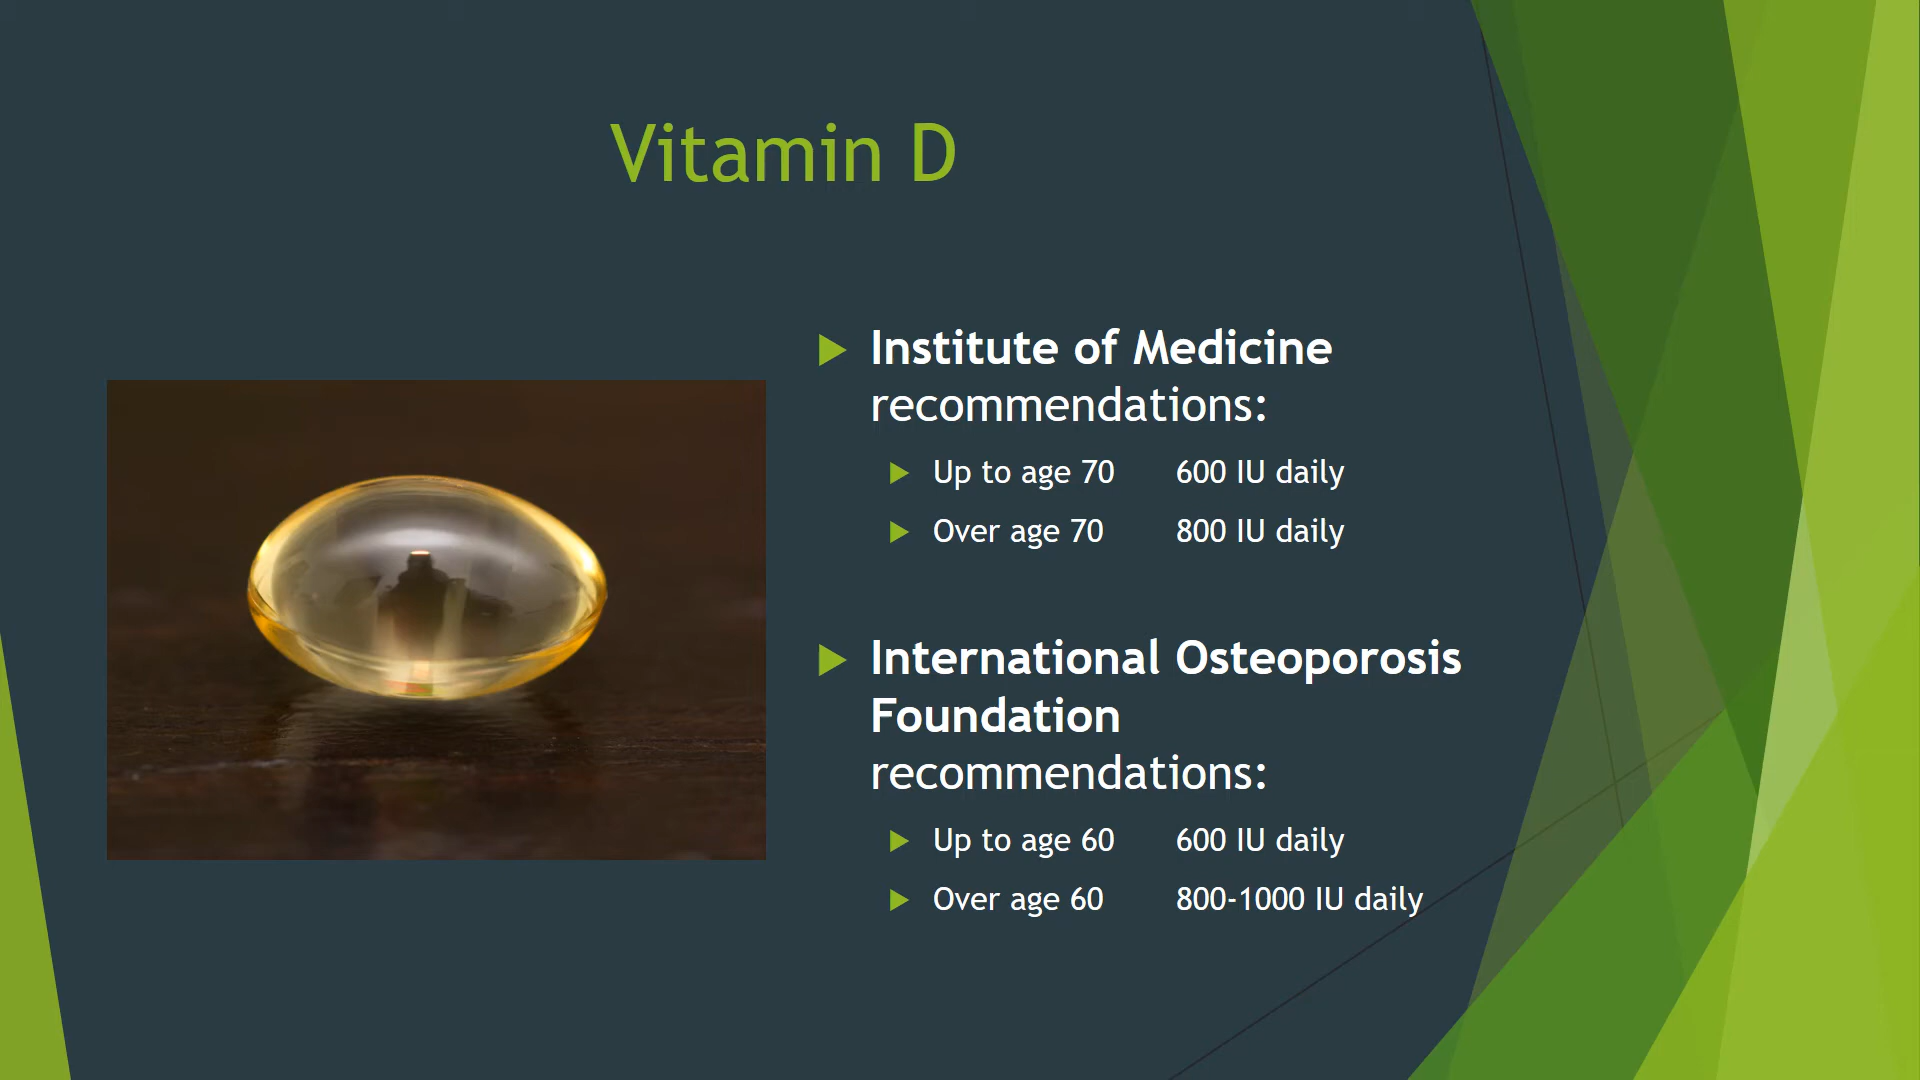 Vitamin D
Institute of Medicine
recommendations:
Up to age 70 600 IU daily
Over age 70 800 IU daily
International Osteoporosis
Foundation
recommendations:
Up to age 60 600 IU daily
Over age 60 800-1000 IU daily